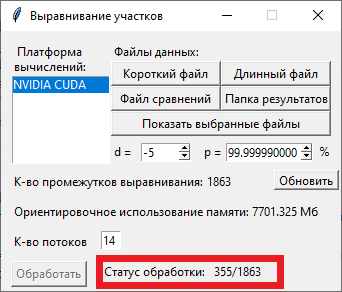 Выравнивание участков
Платформа вычислений:
Файлы данных:
NVIDIA CUDA
Короткий файл
Длинный файл
Файл сравнений
Папка результатов
Показать выбранные файлы
d = -5 p = 99.999990000 %
К-во промежутков выравнивания: 1863
Обновить
Ориентировочное использование памяти: 7701.325 Мб
К-во потоков 14
Обработать
Статус обработки: 355/1863